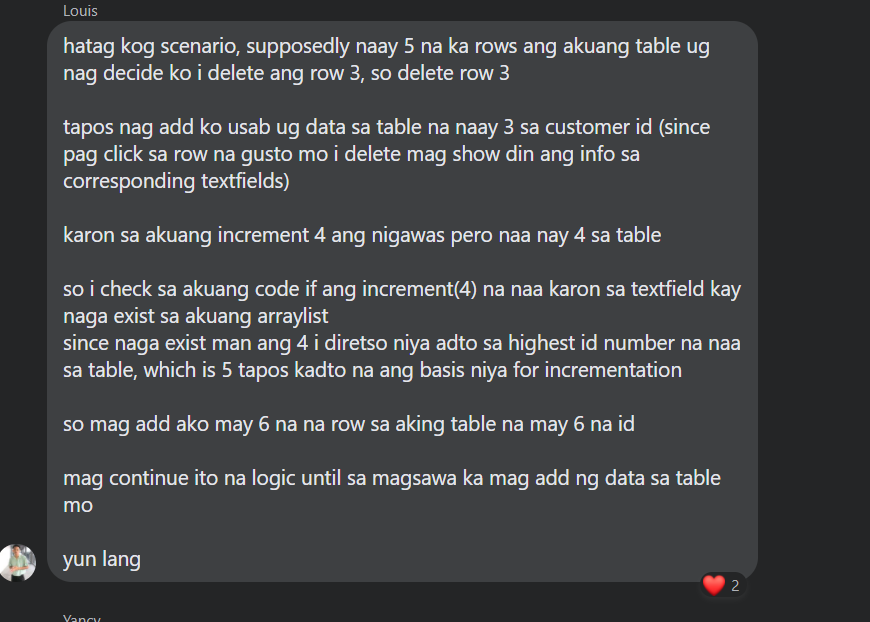 Louis
hatag kog scenario, supposedly naay 5 na ka rows ang akuang table ug
nag decide ko i delete ang row 3, so delete row 3
tapos nag add ko usab ug data sa table na naay 3 sa customer id (since
pag click sa row na gusto mo i delete mag show din ang info sa
corresponding textfields)
karon sa akuang increment 4 ang nigawas pero naa nay 4 sa table
so i check sa akuang code if ang increment(4) na naa karon sa textfield kay
naga exist sa akuang arraylist
since naga exist man ang 4 i diretso niya adto sa highest id number na naa
sa table, which is 5 tapos kadto na ang basis niya for incrementation
so mag add ako may 6 na na row sa aking table na may 6 na id
mag continue ito na logic until sa magsawa ka mag add ng data sa table
mo
yun lang
2
Yancy